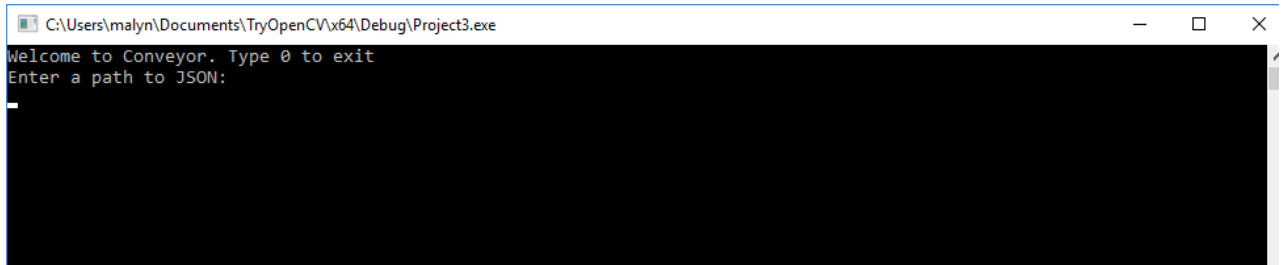 C:\Users\malyn\Documents\TryOpenCV\x64\Debug\Project3.exe
Welcome to Conveyor. Type 0 to exit
Enter a path to JSON: